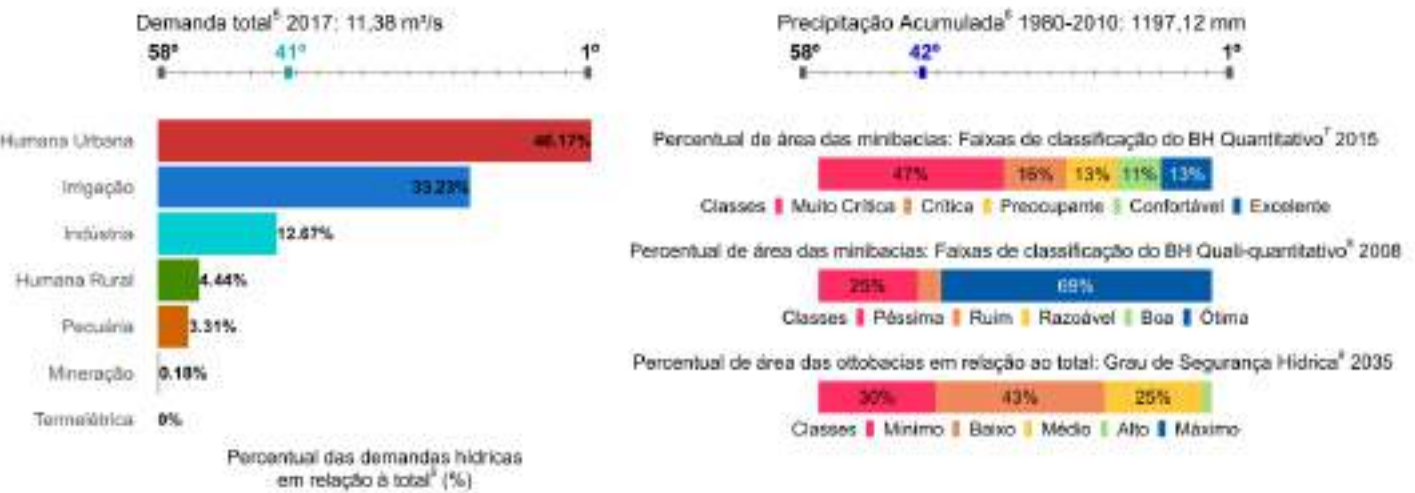 Demanda total⁵ 2017: 11,38 m³/s
58º 41º 1º
Humana Urbana 46.17%
Irrigação 33.23%
Indústria 12.67%
Humana Rural 4.44%
Pecuária 3.31%
Mineração 0.18%
Termelétrica 0%
Percentual das demandas hídricas
em relação à total⁵ (%)
Precipitação Acumulada⁶ 1980-2010: 1197,12 mm
58º 42º 1º
Percentual de área das minibacias: Faixas de classificação do BH Quantitativo⁷ 2015
47% 16% 13% 11% 13%
Classes Muito Crítica Crítica Preocupante Confortável Excelente
Percentual de área das minibacias: Faixas de classificação do BH Quali-quantitativo⁸ 2008
25% 69%
Classes Péssima Ruim Razoável Boa Ótima
Percentual de área das ottobacias em relação ao total: Grau de Segurança Hídrica 2035
30% 43% 25%
Classes Mínimo Baixo Médio Alto Máximo